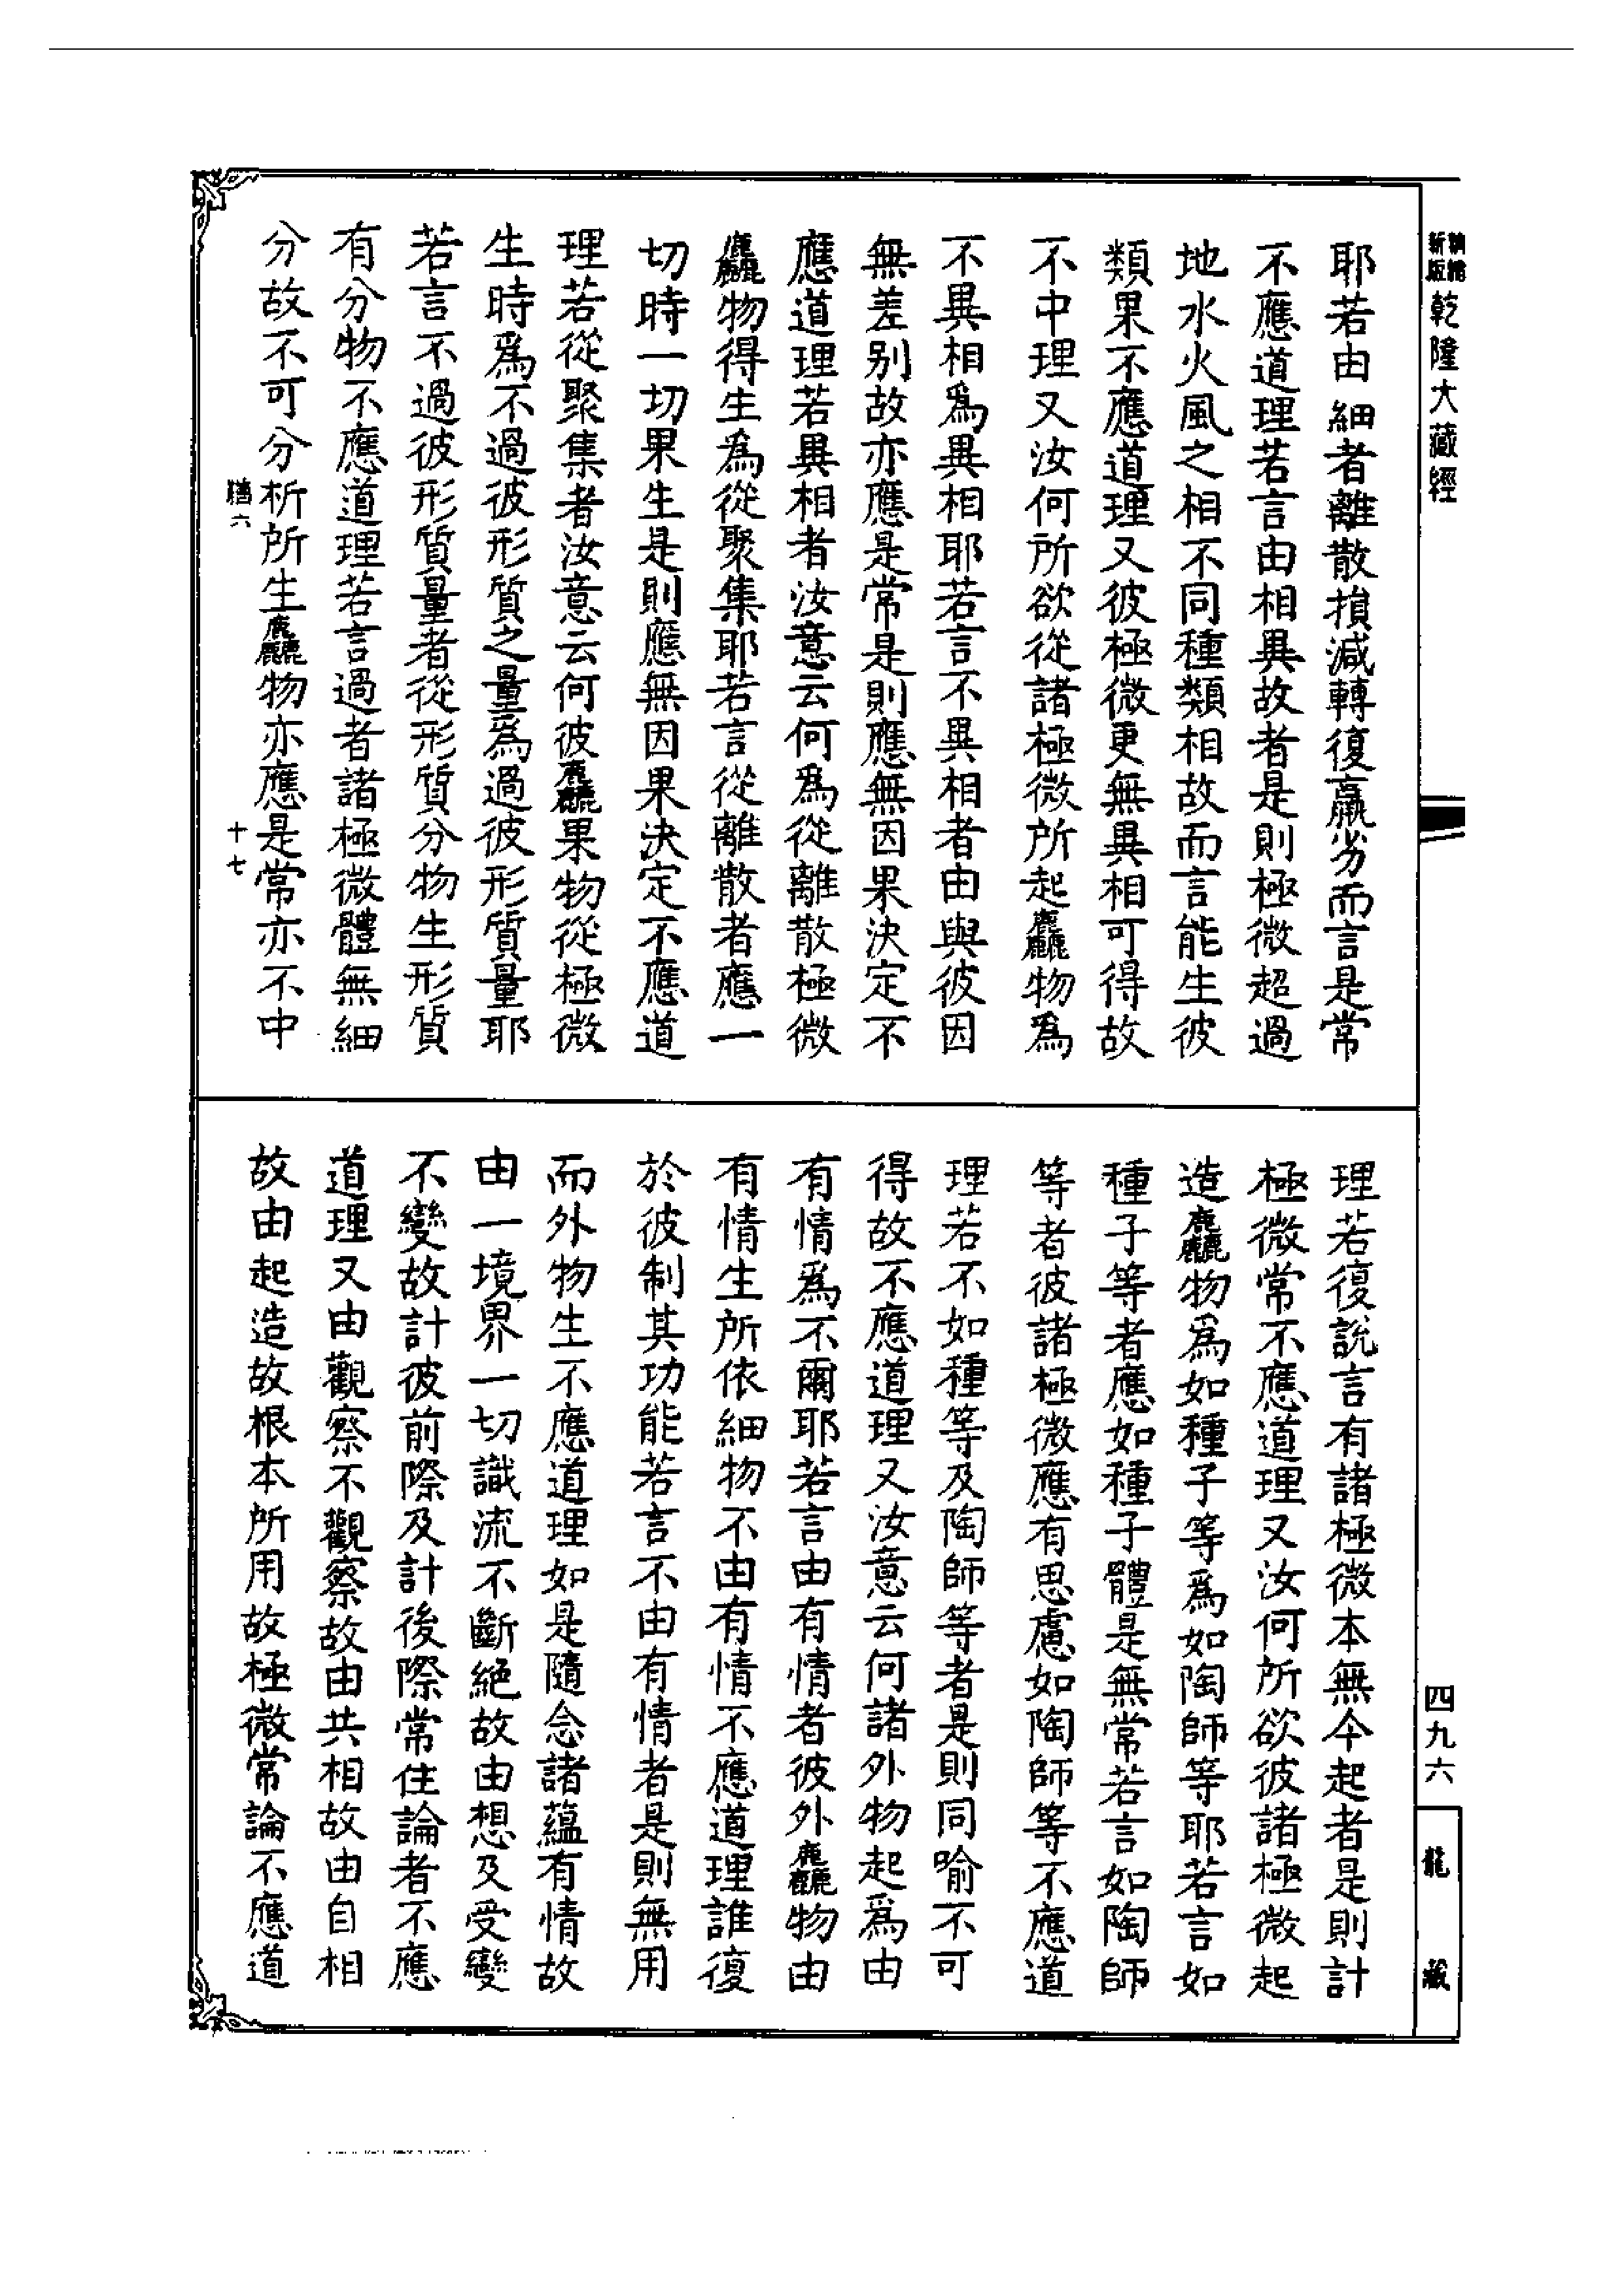 新版
乾隆大藏經
耶若由細者離散損減轉復羸劣而言是常
不應道理若言由相異故者是則極微超過
地水火風之相不同種類相故而言能生彼
類果不應道理又彼極微更無異相可得故
不中理又汝何所欲從諸極微所起麤物爲
不異相爲異相耶若言不異相者由與彼因
無差别故亦應是常是則應無因果決定不
應道理若異相者汝意云何爲從離散極微
麤物得生爲從聚集耶若言從離散者應一
切時一切果生是則應無因果決定不應道
理若從聚集者汝意云何彼麤果物從極微
生時爲不過彼形質之量爲過彼形質量耶
若言不過彼形質量者從形質分物生形質
有分物不應道理若言過者諸極微體無細
分故不可分析所生麤物亦應是常亦不中
六
十七
理若復説言有諸極微本無今起者是則計
極微常不應道理又汝何所欲彼諸極微起
造麤物爲如種子等爲如陶師等耶若言如
種子等者應如種子體是無常若言如陶師
等者彼諸極微應有思慮如陶師等不應道
理若不如種等及陶師等者是則同喻不可
得故不應道理又汝意云何諸外物起爲由
有情爲不爾耶若言由有情者彼外麤物由
有情生所依細物不由有情不應道理誰復
於彼制其功能若言不由有情者是則無用
而外物生不應道理如是隨念諸蘊有情故
由一境界一切識流不斷絕故由想及受變
不變故計彼前際及計後際常住論者不應
道理又由觀察不觀察故由共相故由自相
故由起造故根本所用故極微常論不應道
四九六
龍藏